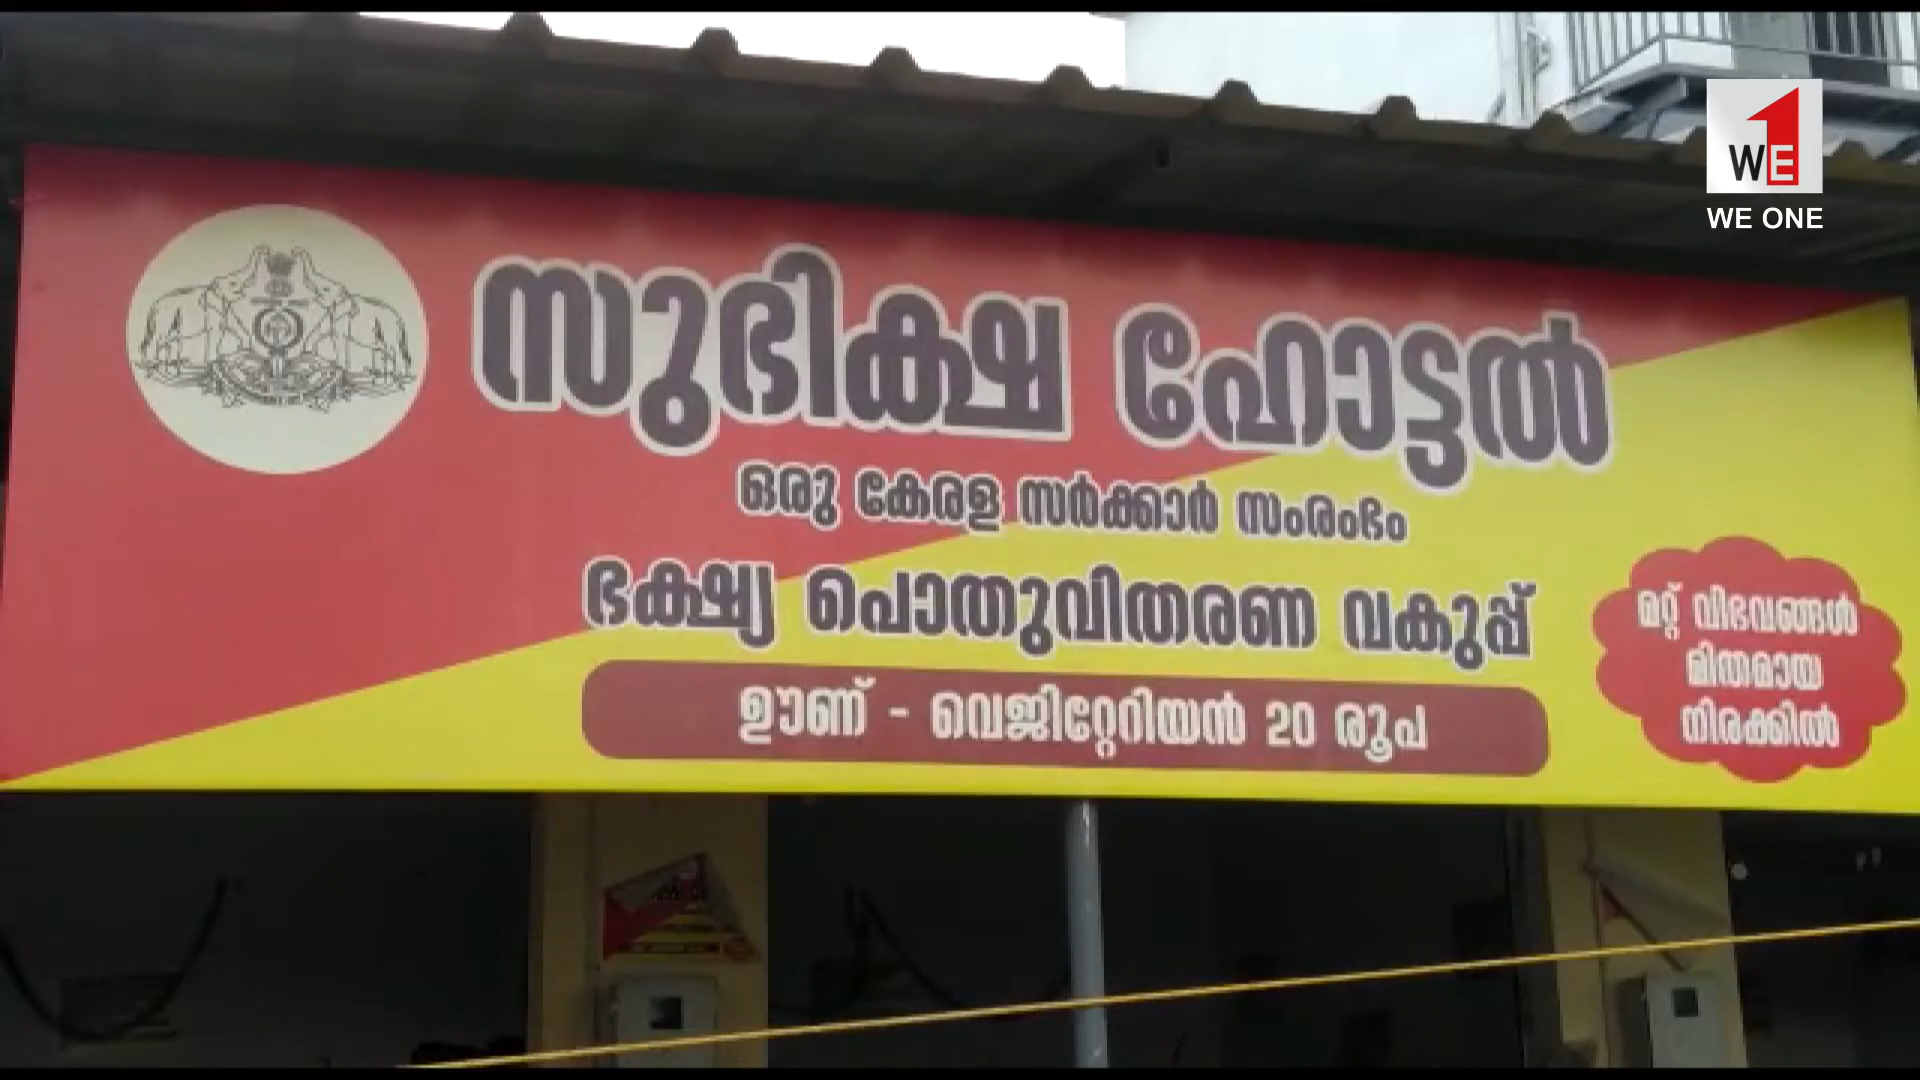 WE
WE ONE
സുഭിക്ഷ ഹോട്ടൽ
ഒരു കേരള സർക്കാർ സംരംഭം
ഭക്ഷ്യ പൊതുവിതരണ വകുപ്പ്
ഊണ് - വെജിറ്റേറിയൻ 20 രൂപ
മറ്റ് വിഭവങ്ങൾ
മിതമായ
നിരക്കിൽ